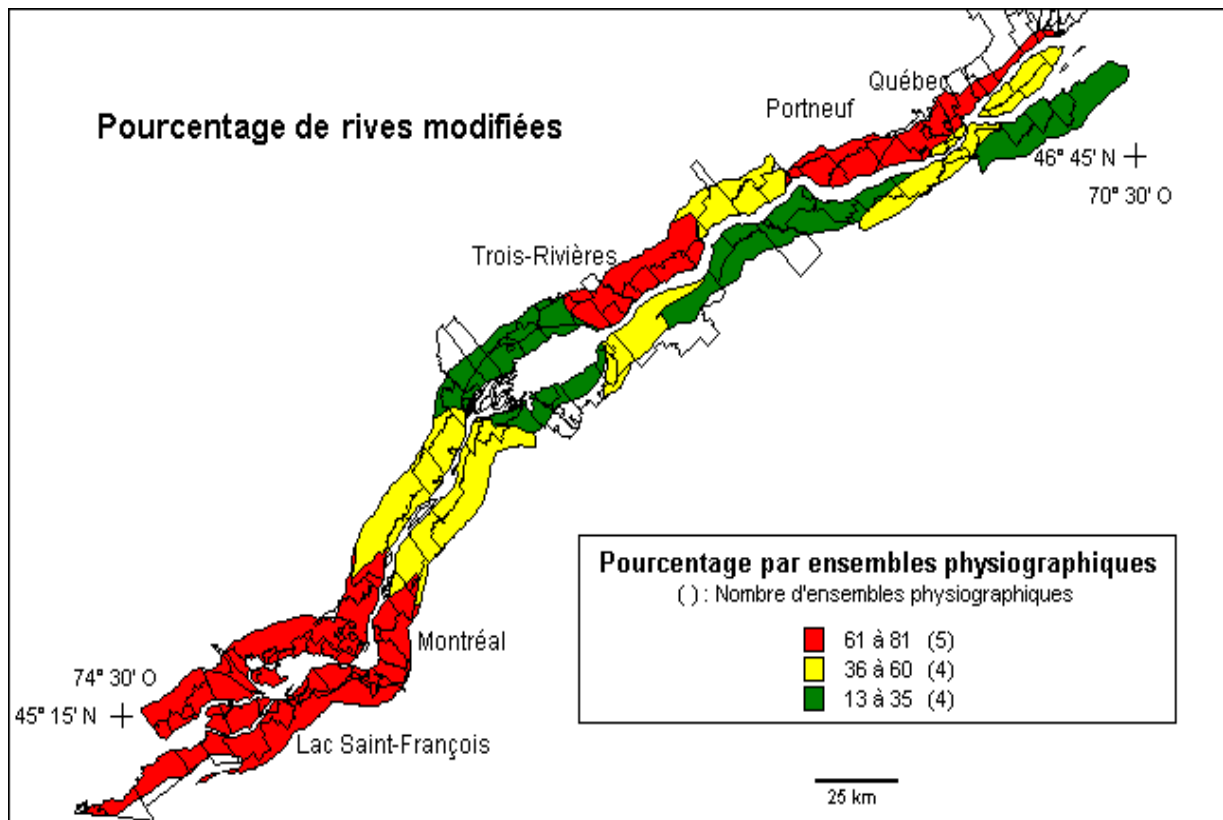 Pourcentage de rives modifiées
Québec
Portneuf
46° 45' N
70° 30' O
Trois-Rivières
Montréal
74° 30' O
45° 15' N
Lac Saint-François
Pourcentage par ensembles physiographiques
( ) : Nombre d'ensembles physiographiques
61 à 81 (5)
36 à 60 (4)
13 à 35 (4)
25 km